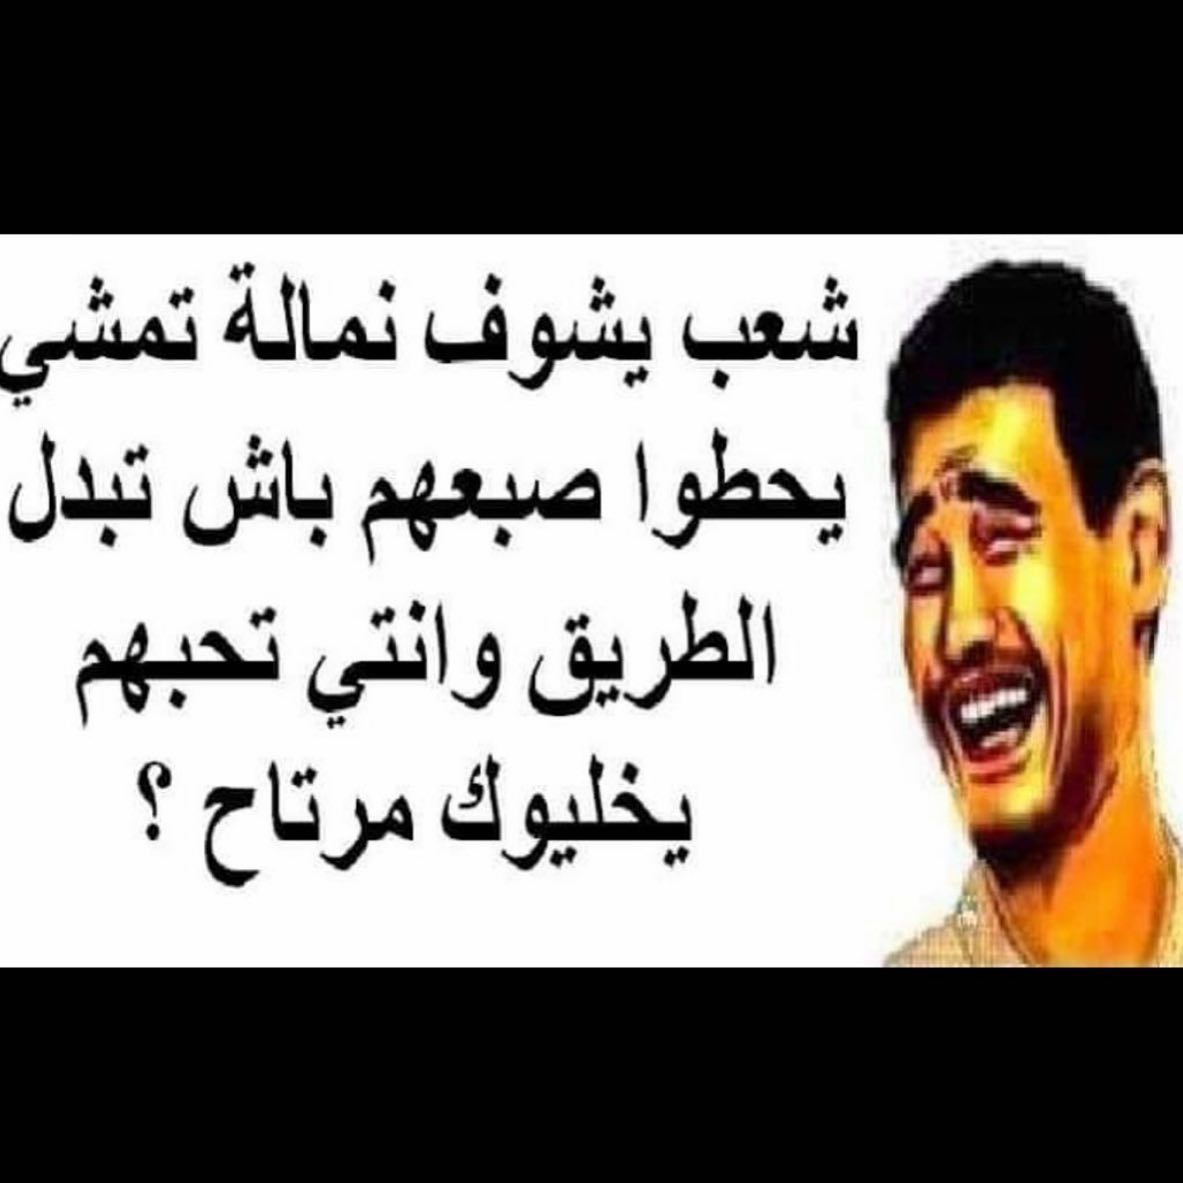 شعب يشوف نمالة تمشي
يحطوا صبعهم باش تبدل
الطريق وانتي تحبهم
يخليوك مرتاح ؟